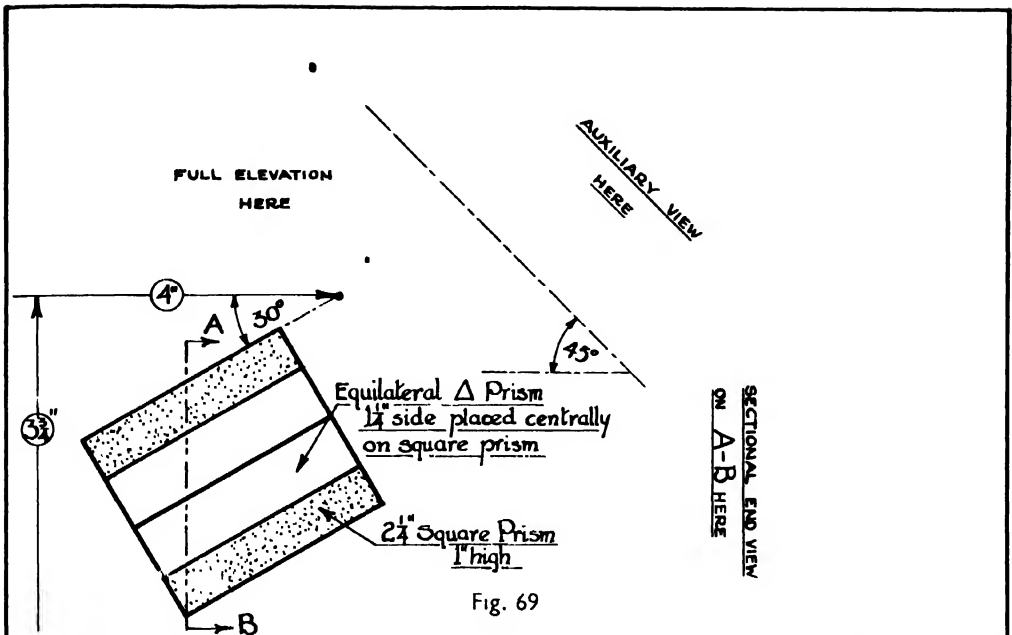 FULL ELEVATION
HERE
AUXILIARY VIEW
HERE
4"
30°
A
45°
3¾"
Equilateral Δ Prism
1¼" side placed centrally
on square prism
SECTIONAL END VIEW
ON A-B HERE
2¼" Square Prism
1" high
B
Fig. 69